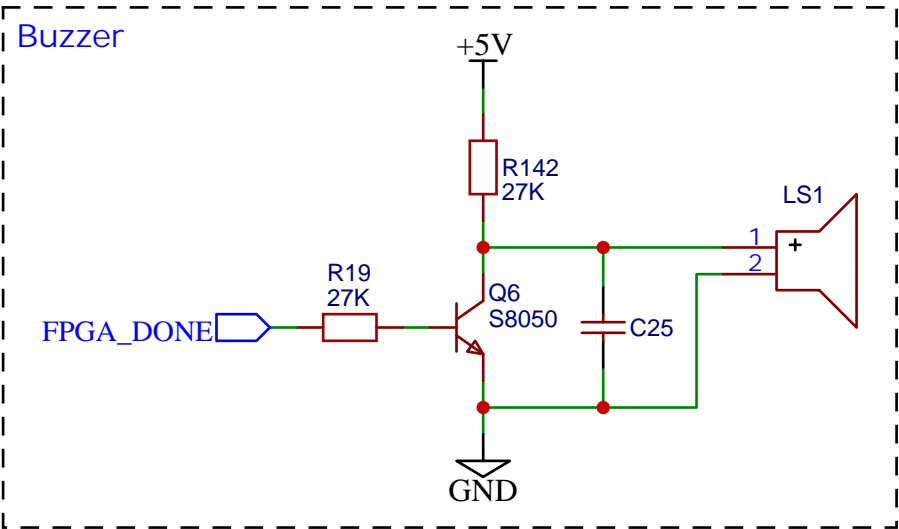 Buzzer
+5V
R142
27K
LS1
1
+
2
R19
27K
Q6
S8050
FPGA_DONE
C25
GND